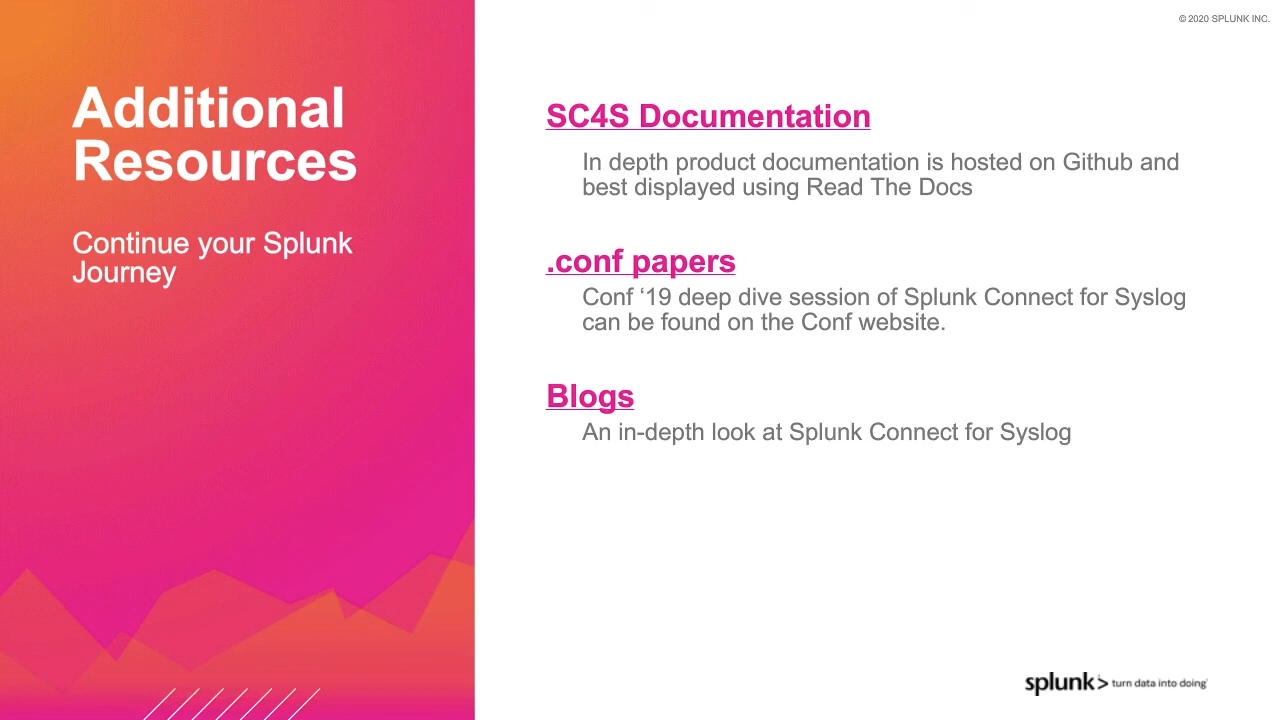 © 2020 SPLUNK INC.
Additional
Resources
Continue your Splunk
Journey
SC4S Documentation
In depth product documentation is hosted on Github and
best displayed using Read The Docs
.conf papers
Conf ‘19 deep dive session of Splunk Connect for Syslog
can be found on the Conf website.
Blogs
An in-depth look at Splunk Connect for Syslog
splunk> turn data into doing